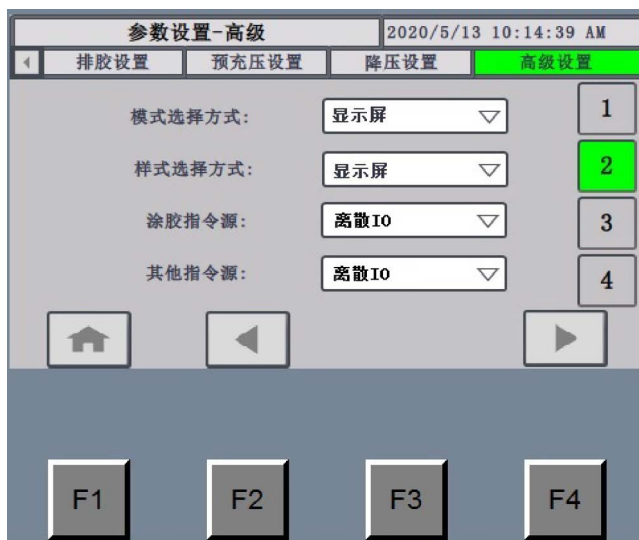 参数设置-高级 2020/5/13 10:14:39 AM
排胶设置 预充压设置 降压设置 高级设置
模式选择方式: 显示屏 1
样式选择方式: 显示屏 2
涂胶指令源: 离散IO 3
其他指令源: 离散IO 4
F1 F2 F3 F4